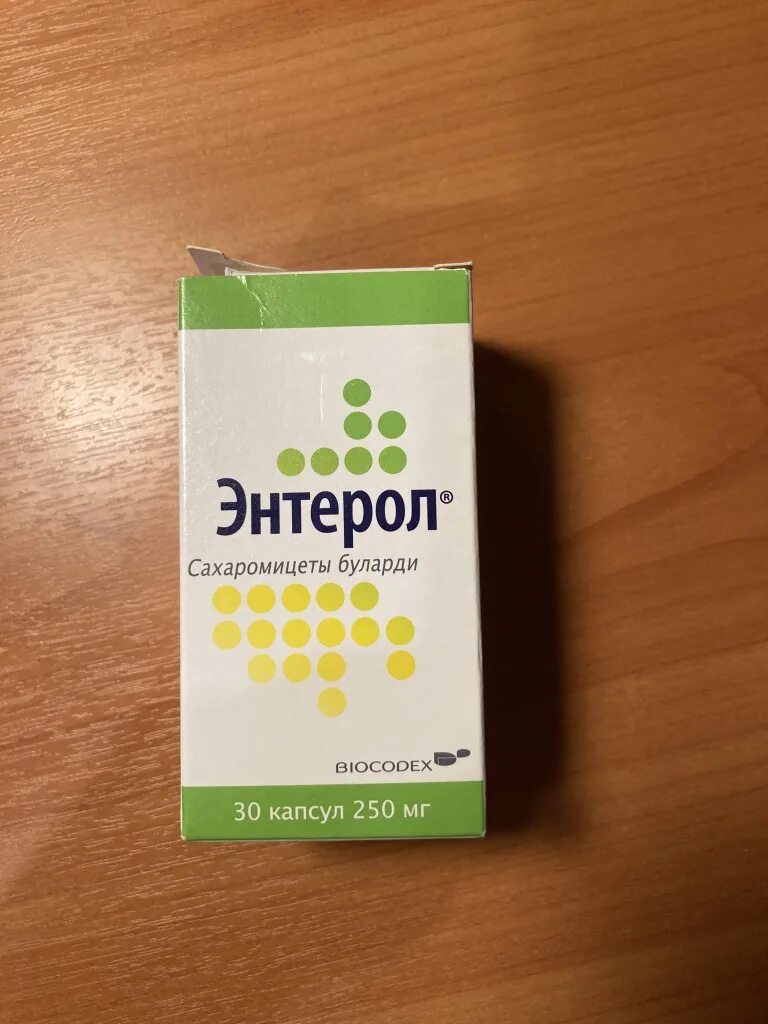 Энтерол®
Сахаромицеты буларди
BIOCODEX
30 капсул 250 мг